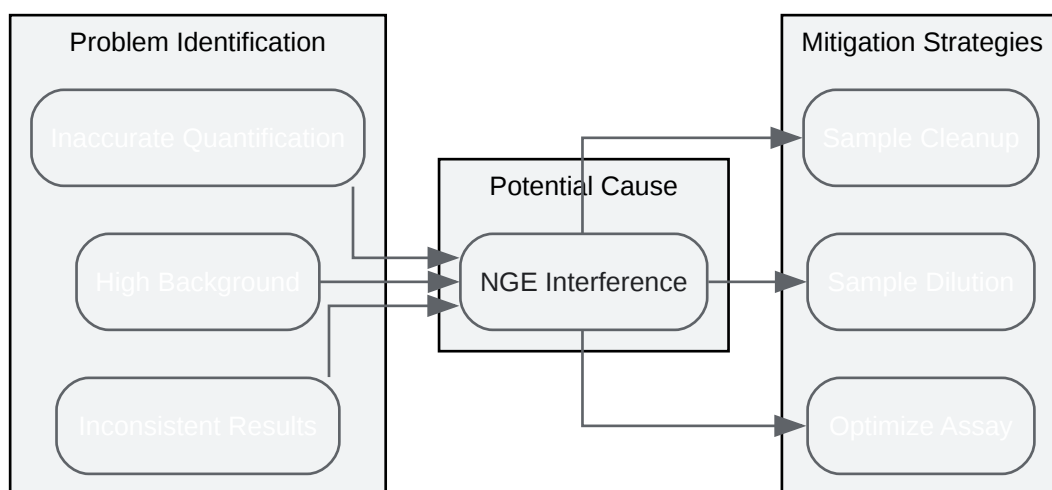 Problem Identification
Inaccurate Quantification
High Background
Inconsistent Results
Potential Cause
NGE Interference
Mitigation Strategies
Sample Cleanup
Sample Dilution
Optimize Assay